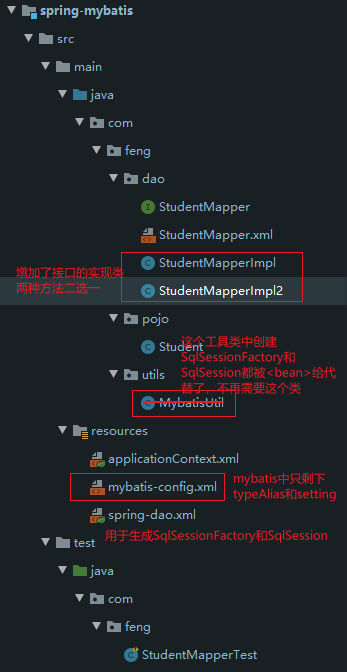 spring-mybatis
src
main
java
com
feng
dao
StudentMapper
StudentMapper.xml
增加了接口的实现类
两种方法二选一
StudentMapperImpl
StudentMapperImpl2
pojo
Student
这个工具类中创建
SqlSessionFactory和
SqlSession都被<bean>给代
替了，不再需要这个类
utils
MybatisUtil
resources
applicationContext.xml
mybatis-config.xml
mybatis中只剩下
typeAlias和setting
spring-dao.xml
用于生成SqlSessionFactory和SqlSession
test
java
com
feng
StudentMapperTest